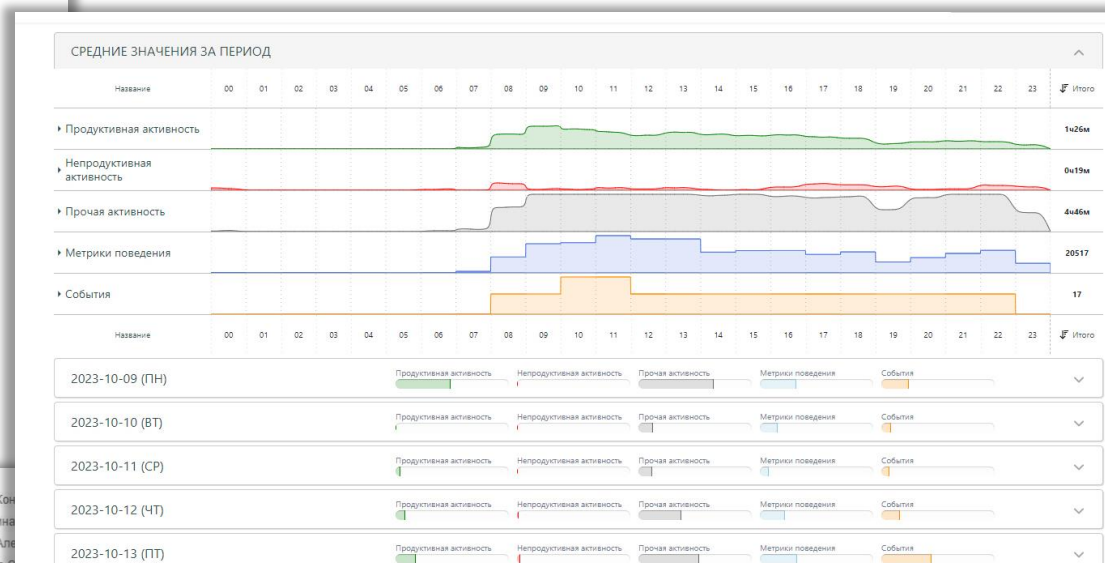 СРЕДНИЕ ЗНАЧЕНИЯ ЗА ПЕРИОД
Название 00 01 02 03 04 05 06 07 08 09 10 11 12 13 14 15 16 17 18 19 20 21 22 23 Итого
Продуктивная активность 1ч26м
Непродуктивная
активность 0ч19м
Прочая активность 4ч46м
Метрики поведения 20517
События 17
Название 00 01 02 03 04 05 06 07 08 09 10 11 12 13 14 15 16 17 18 19 20 21 22 23 Итого
2023-10-09 (ПН) Продуктивная активность Непродуктивная активность Прочая активность Метрики поведения События
2023-10-10 (ВТ) Продуктивная активность Непродуктивная активность Прочая активность Метрики поведения События
2023-10-11 (СР) Продуктивная активность Непродуктивная активность Прочая активность Метрики поведения События
2023-10-12 (ЧТ) Продуктивная активность Непродуктивная активность Прочая активность Метрики поведения События
2023-10-13 (ПТ) Продуктивная активность Непродуктивная активность Прочая активность Метрики поведения События